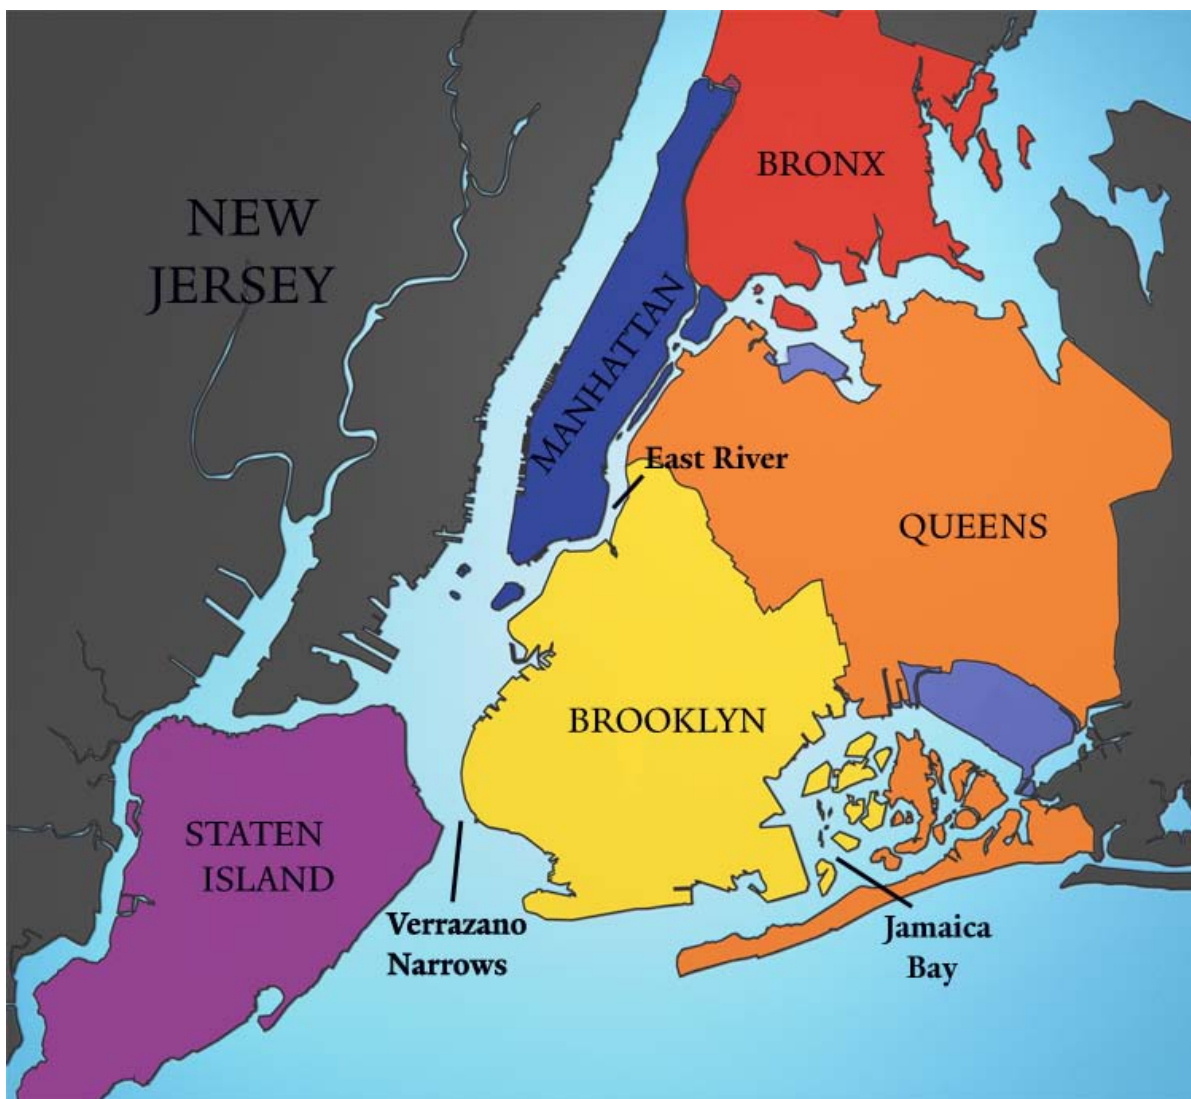 BRONX
NEW
JERSEY
MANHATTAN
East River
QUEENS
BROOKLYN
STATEN
ISLAND
Verrazano
Narrows
Jamaica
Bay